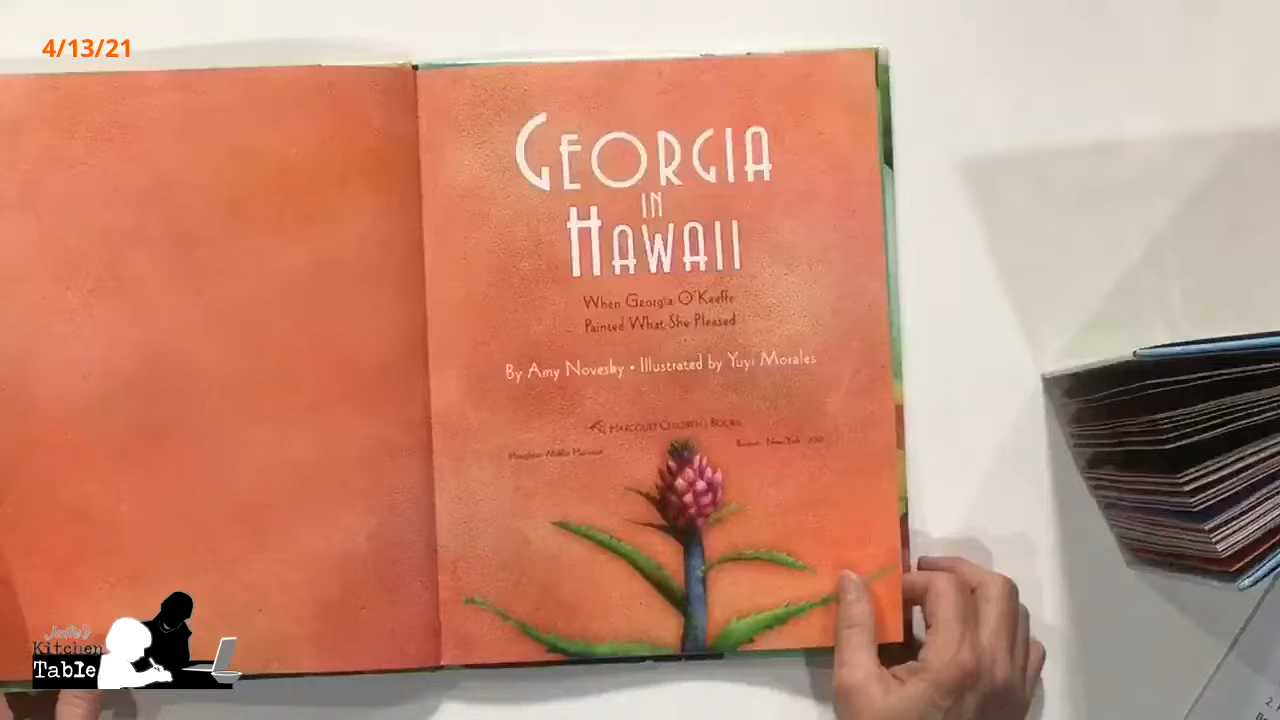 4/13/21
GEORGIA
IN
HAWAII
When Georgia O'Keeffe
Painted What She Pleased
By Amy Novesky • Illustrated by Yuyi Morales
HARCOURT CHILDREN'S BOOKS
Houghton Mifflin Harcourt
Boston New York
Julie's
Kitchen
Table
2.